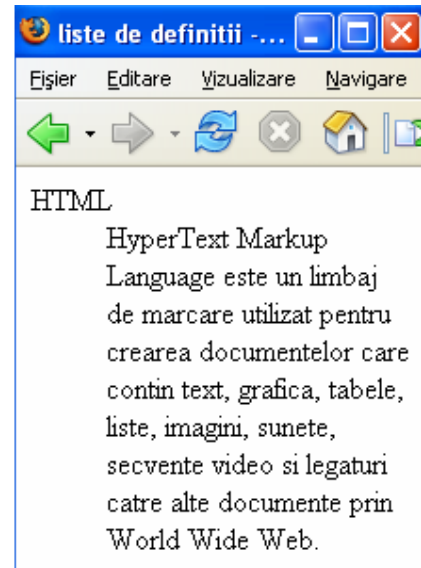 liste de definitii -...
Fișier Editare Vizualizare Navigare
HTML
HyperText Markup
Language este un limbaj
de marcare utilizat pentru
crearea documentelor care
contin text, grafica, tabele,
liste, imagini, sunete,
secvente video si legaturi
catre alte documente prin
World Wide Web.